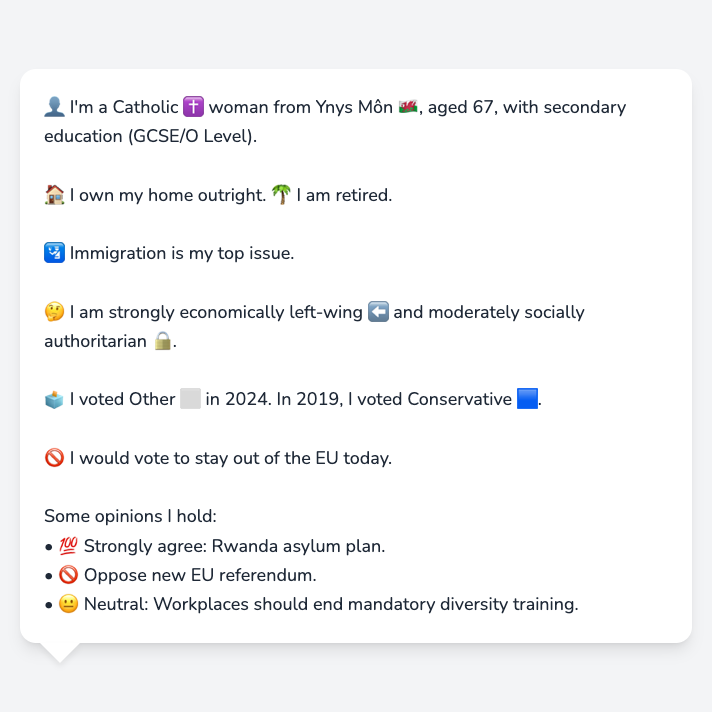 👤 I'm a Catholic ✝️ woman from Ynys Môn 🏴󠁧󠁢󠁷󠁬󠁳󠁿, aged 67, with secondary
education (GCSE/O Level).
🏠 I own my home outright. 🌴 I am retired.
🛂 Immigration is my top issue.
🤔 I am strongly economically left-wing ⬅️ and moderately socially
authoritarian 🔒.
🗳️ I voted Other ⬜ in 2024. In 2019, I voted Conservative 🟦.
🚫 I would vote to stay out of the EU today.
Some opinions I hold:
• 💯 Strongly agree: Rwanda asylum plan.
• 🚫 Oppose new EU referendum.
• 😐 Neutral: Workplaces should end mandatory diversity training.